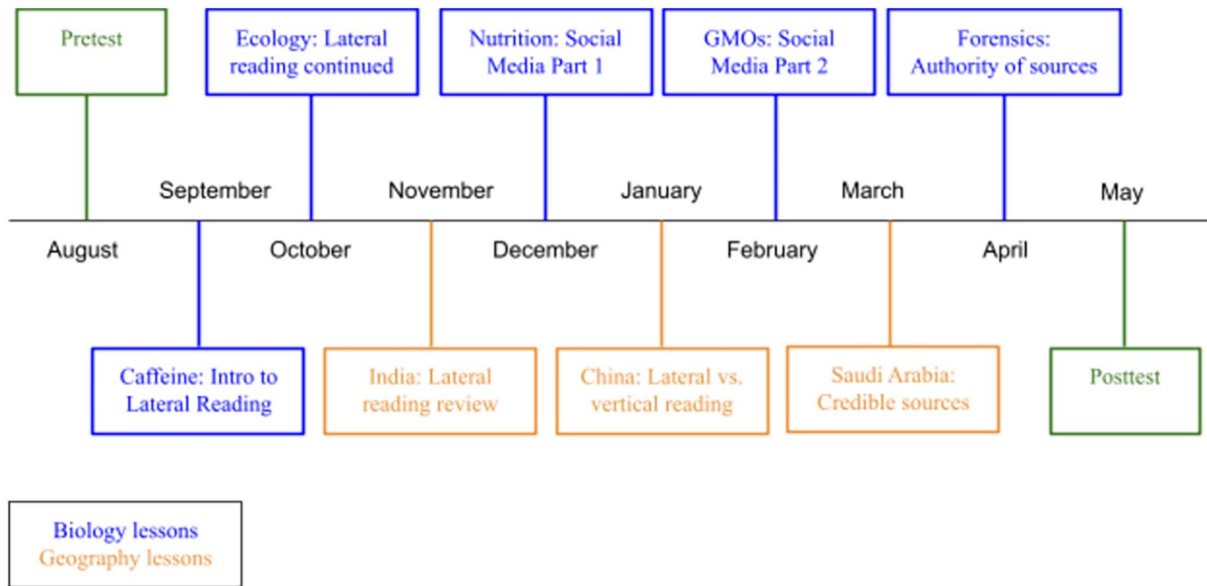 Pretest
Ecology: Lateral
reading continued
Nutrition: Social
Media Part 1
GMOs: Social
Media Part 2
Forensics:
Authority of sources
September
November
January
March
May
August
October
December
February
April
Caffeine: Intro to
Lateral Reading
India: Lateral
reading review
China: Lateral vs.
vertical reading
Saudi Arabia:
Credible sources
Posttest
Biology lessons
Geography lessons